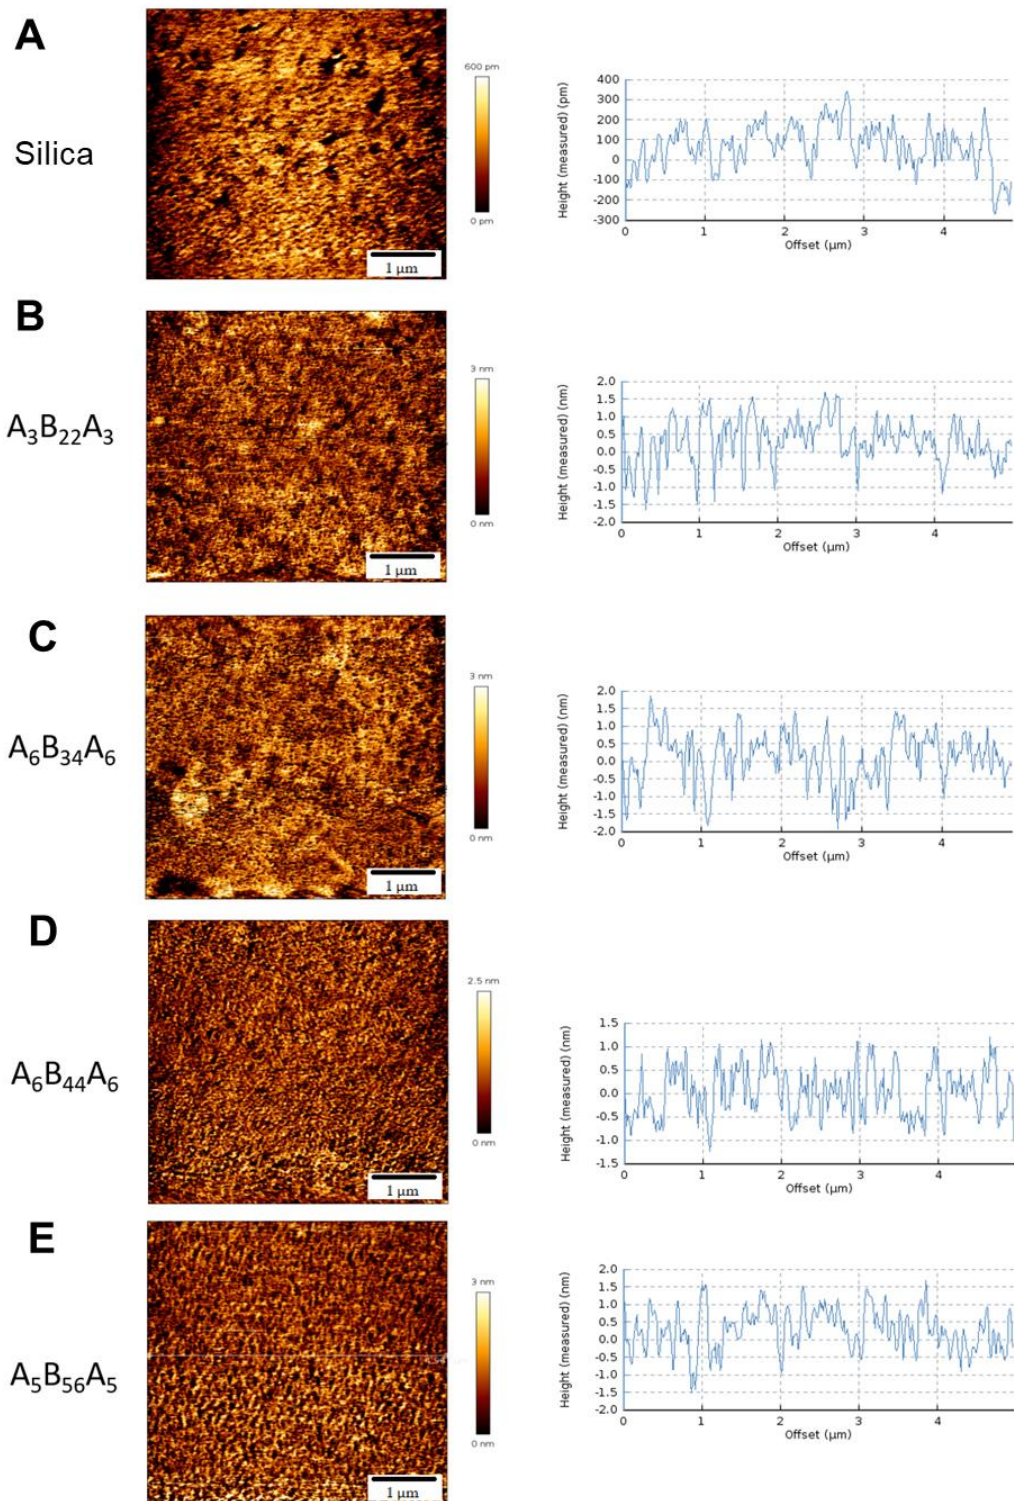 A
Silica
600 pm
0 pm
1 µm
Height (measured) (pm)
400
300
200
100
0
-100
-200
-300
0 1 2 3 4
Offset (µm)
B
A₃B₂₂A₃
3 nm
0 nm
1 µm
Height (measured) (nm)
2.0
1.5
1.0
0.5
0.0
-0.5
-1.0
-1.5
-2.0
0 1 2 3 4
Offset (µm)
C
A₆B₃₄A₆
3 nm
0 nm
1 µm
Height (measured) (nm)
2.0
1.5
1.0
0.5
0.0
-0.5
-1.0
-1.5
-2.0
0 1 2 3 4
Offset (µm)
D
A₆B₄₄A₆
2.5 nm
0 nm
1 µm
Height (measured) (nm)
1.5
1.0
0.5
0.0
-0.5
-1.0
-1.5
0 1 2 3 4
Offset (µm)
E
A₅B₅₆A₅
3 nm
0 nm
1 µm
Height (measured) (nm)
2.0
1.5
1.0
0.5
0.0
-0.5
-1.0
-1.5
-2.0
0 1 2 3 4
Offset (µm)